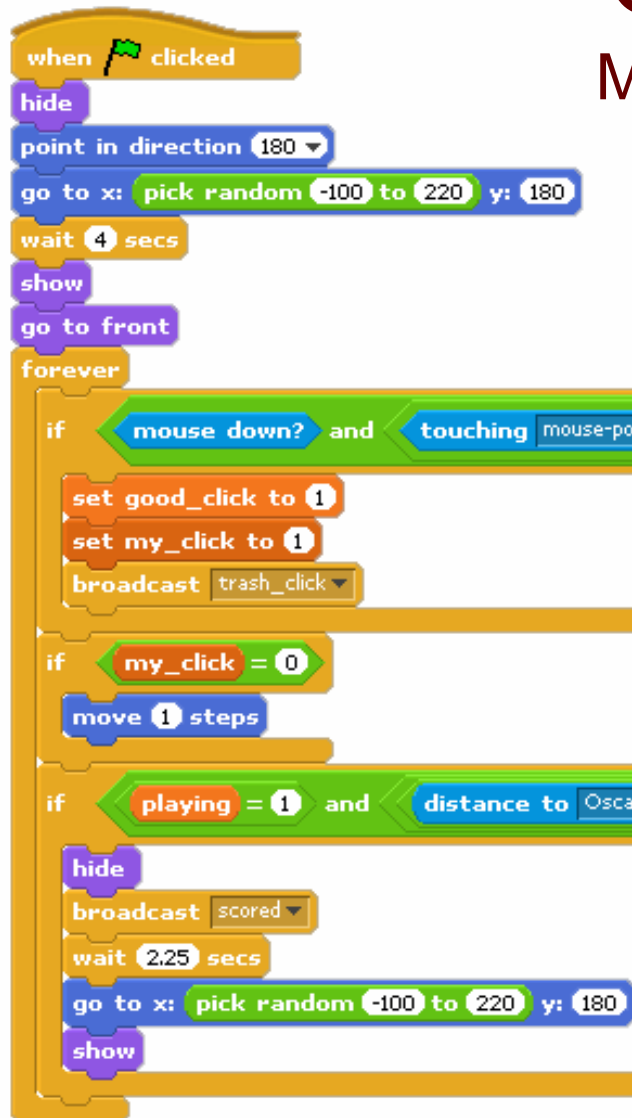 M
when clicked
hide
point in direction 180
go to x: pick random -100 to 220 y: 180
wait 4 secs
show
go to front
forever
if mouse down? and touching mouse-po
set good_click to 1
set my_click to 1
broadcast trash_click
if my_click = 0
move 1 steps
if playing = 1 and distance to Osca
hide
broadcast scored
wait 2.25 secs
go to x: pick random -100 to 220 y: 180
show